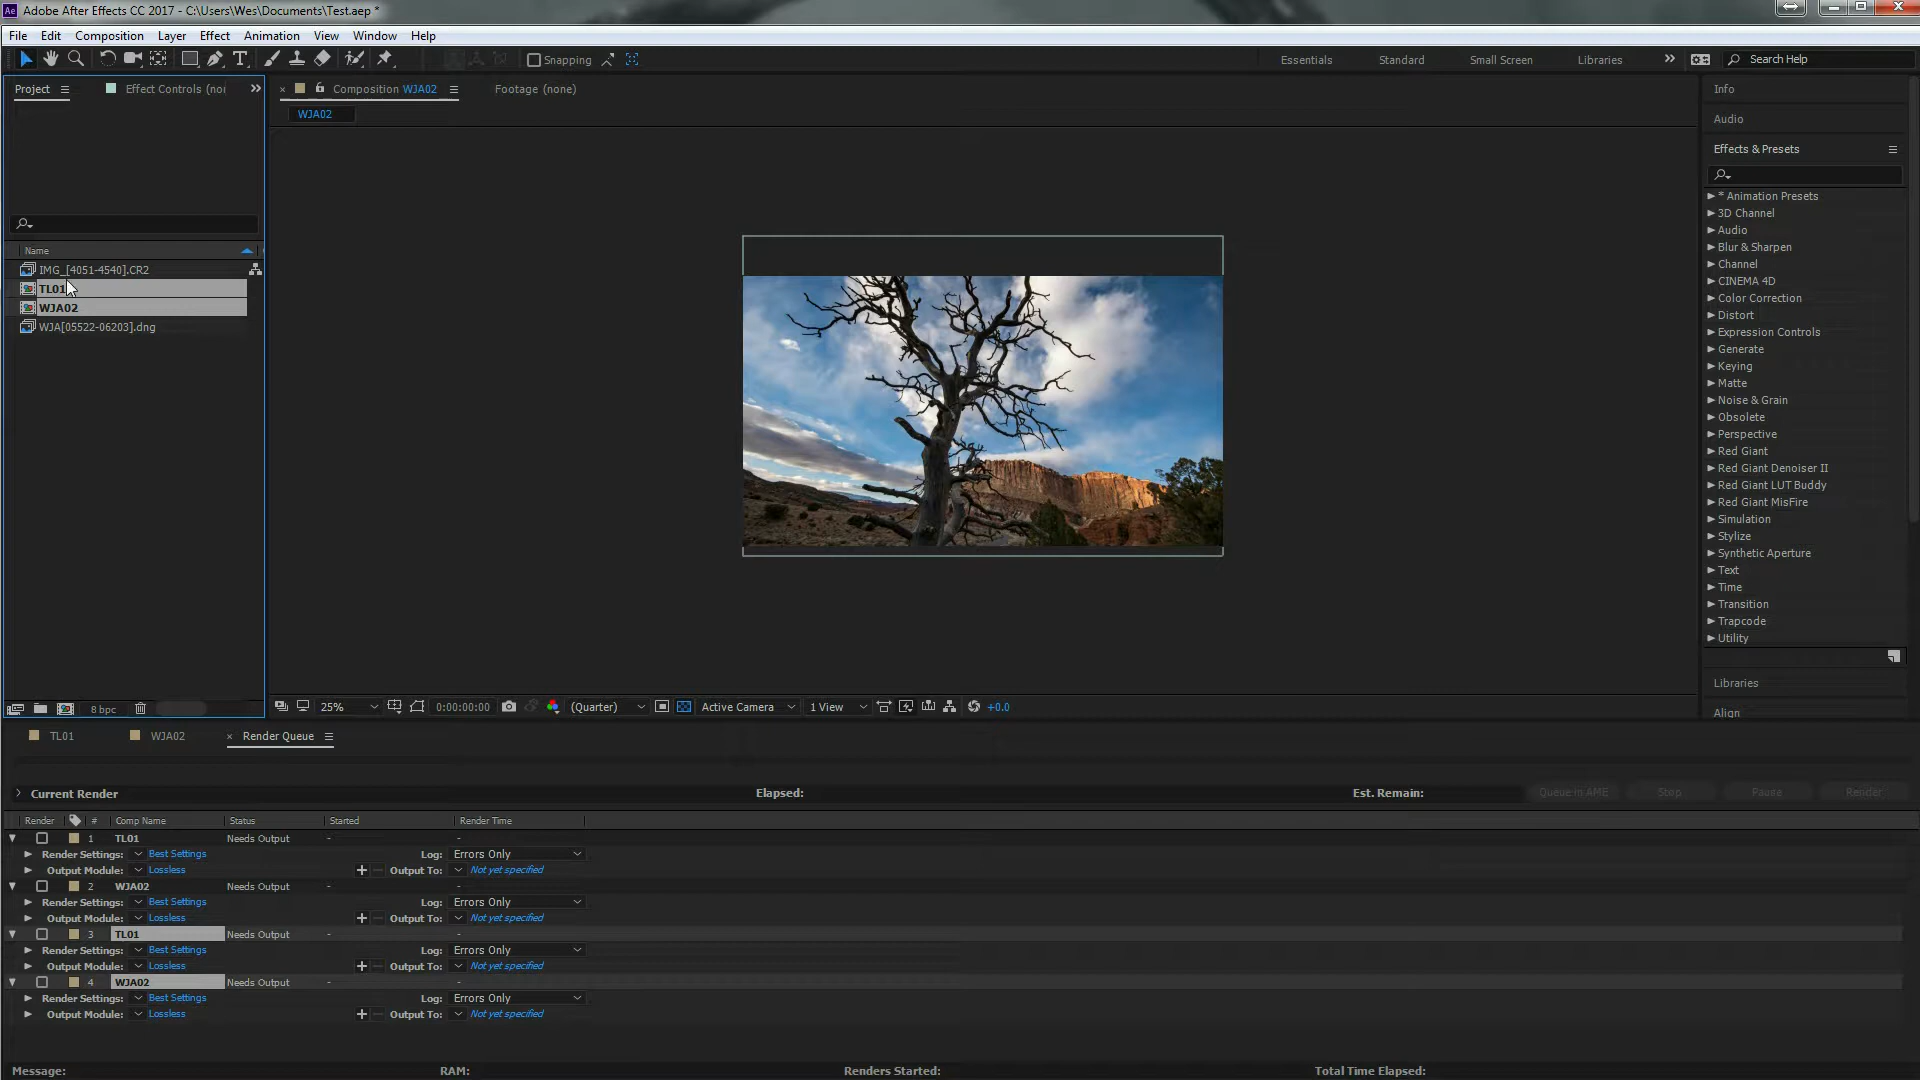 Ae Adobe After Effects CC 2017 - C:\Users\Wes\Documents\Test.aep *
File Edit Composition Layer Effect Animation View Window Help
Snapping Essentials Standard Small Screen Libraries Search Help
Project Effect Controls (noi
Composition WJA02 Footage (none)
WJA02
Name
IMG_[4051-4540].CR2
TL01
WJA02
WJA[05522-06203].dng
8 bpc
25% 0:00:00:00 (Quarter) Active Camera 1 View +0.0
Info
Audio
Effects & Presets
* Animation Presets
3D Channel
Audio
Blur & Sharpen
Channel
CINEMA 4D
Color Correction
Distort
Expression Controls
Generate
Keying
Matte
Noise & Grain
Obsolete
Perspective
Red Giant
Red Giant Denoiser II
Red Giant LUT Buddy
Red Giant MisFire
Simulation
Stylize
Synthetic Aperture
Text
Time
Transition
Trapcode
Utility
Libraries
Align
TL01 WJA02 Render Queue
Current Render Elapsed: Est. Remain: Queue in AME Stop Pause Render
Render # Comp Name Status Started Render Time
1 TL01 Needs Output - -
Render Settings: Best Settings Log: Errors Only
Output Module: Lossless Output To: Not yet specified
2 WJA02 Needs Output - -
Render Settings: Best Settings Log: Errors Only
Output Module: Lossless Output To: Not yet specified
3 TL01 Needs Output - -
Render Settings: Best Settings Log: Errors Only
Output Module: Lossless Output To: Not yet specified
4 WJA02 Needs Output - -
Render Settings: Best Settings Log: Errors Only
Output Module: Lossless Output To: Not yet specified
Message: RAM: Renders Started: Total Time Elapsed: